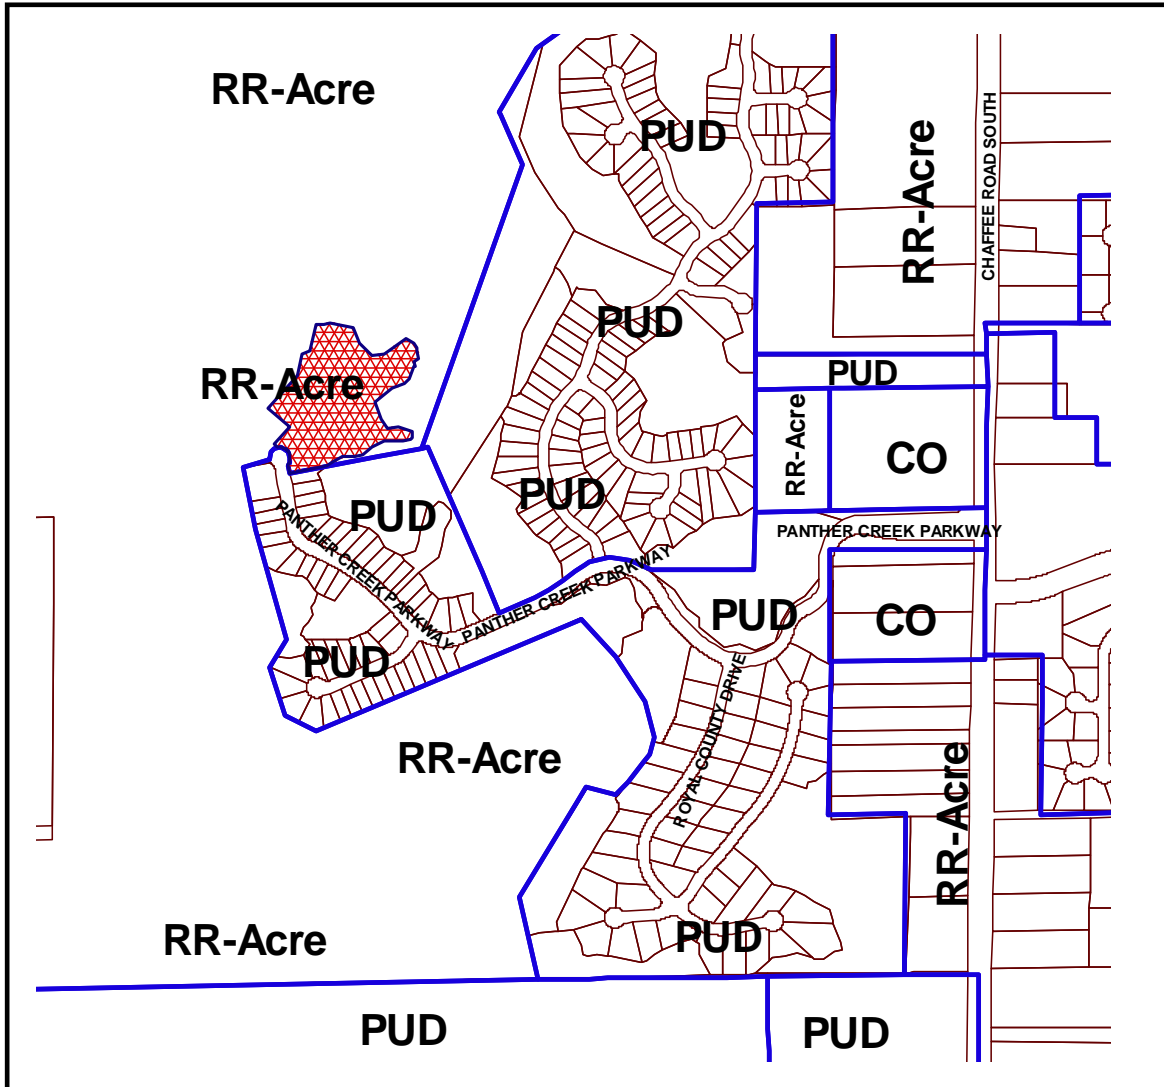 RR-Acre
PUD
RR-Acre
CHAFFEE ROAD SOUTH
PUD
RR-Acre
PUD
RR-Acre
CO
PUD
PUD
PANTHER CREEK PARKWAY
PANTHER CREEK PARKWAY
PANTHER CREEK PARKWAY
PUD
CO
PUD
ROYAL COUNTY DRIVE
RR-Acre
RR-Acre
RR-Acre
PUD
PUD
PUD